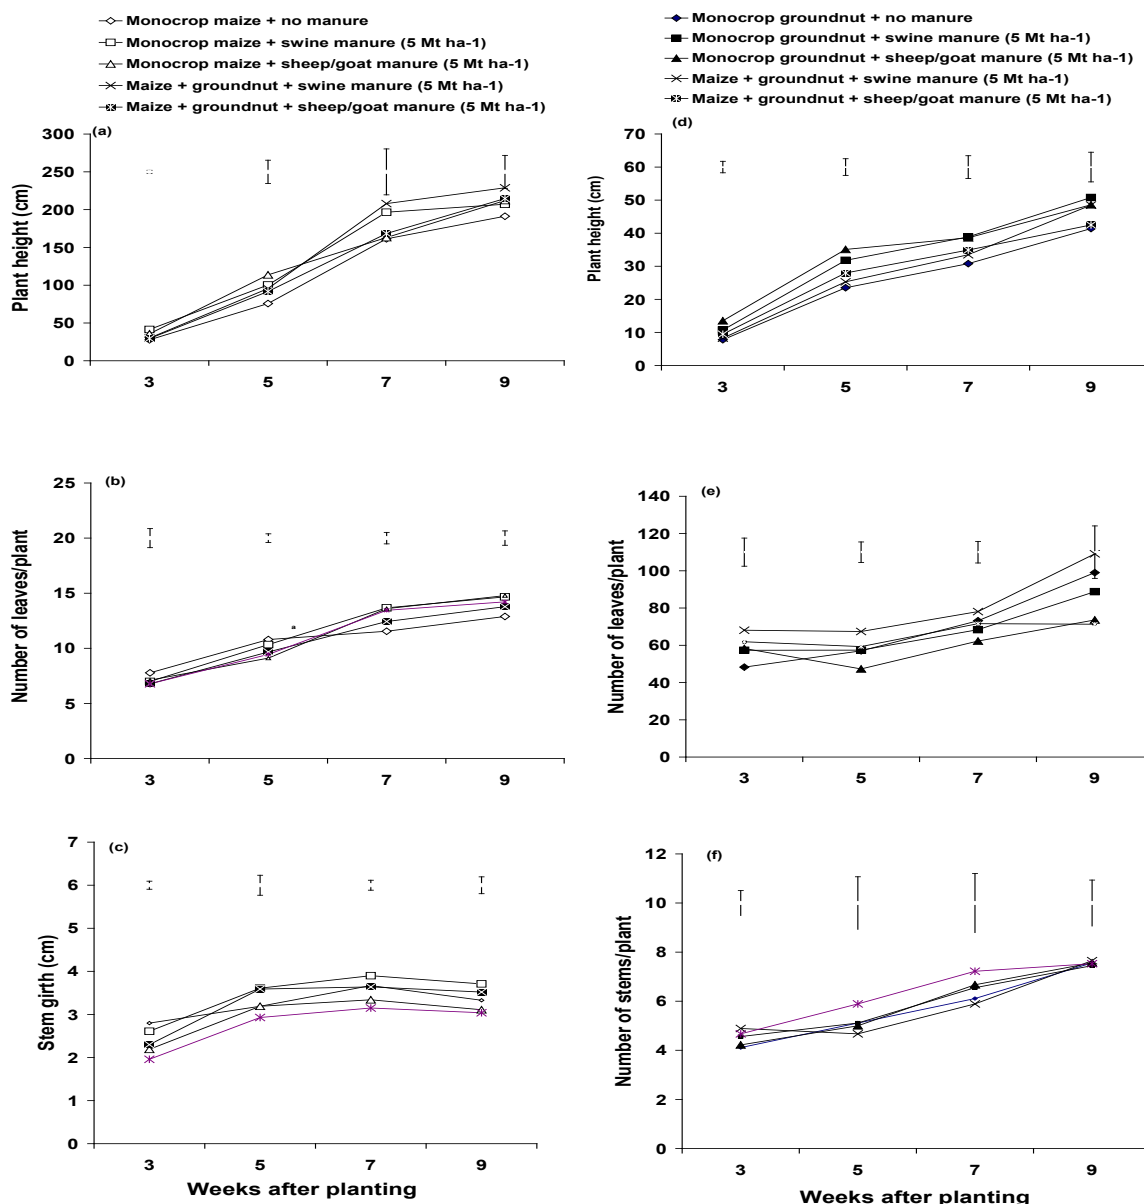 Monocrop maize + no manure
Monocrop maize + swine manure (5 Mt ha-1)
Monocrop maize + sheep/goat manure (5 Mt ha-1)
Maize + groundnut + swine manure (5 Mt ha-1)
Maize + groundnut + sheep/goat manure (5 Mt ha-1)
(a)
300
250
200
150
100
50
0
Plant height (cm)
3 5 7 9
Monocrop groundnut + no manure
Monocrop groundnut + swine manure (5 Mt ha-1)
Monocrop groundnut + sheep/goat manure (5 Mt ha-1)
Maize + groundnut + swine manure (5 Mt ha-1)
Maize + groundnut + sheep/goat manure (5 Mt ha-1)
(d)
70
60
50
40
30
20
10
0
Plant height (cm)
3 5 7 9
(b)
25
20
15
10
5
0
Number of leaves/plant
a
3 5 7 9
(e)
140
120
100
80
60
40
20
0
Number of leaves/plant
3 5 7 9
(c)
7
6
5
4
3
2
1
0
Stem girth (cm)
3 5 7 9
Weeks after planting
(f)
12
10
8
6
4
2
0
Number of stems/plant
3 5 7 9
Weeks after planting